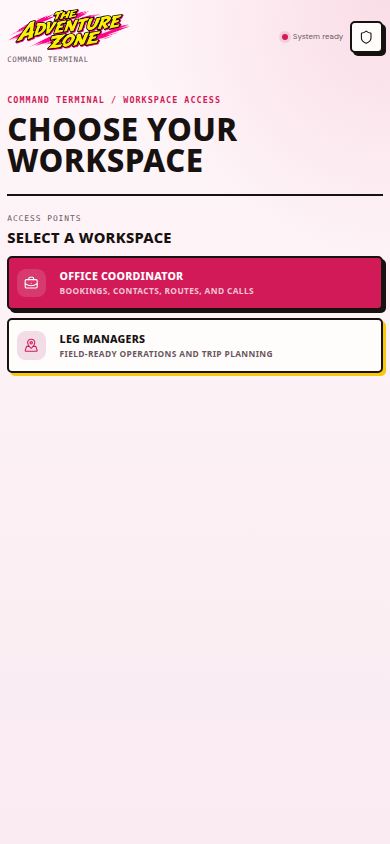 THE
ADVENTURE
ZONE
COMMAND TERMINAL
System ready
COMMAND TERMINAL / WORKSPACE ACCESS
CHOOSE YOUR
WORKSPACE
ACCESS POINTS
SELECT A WORKSPACE
OFFICE COORDINATOR
BOOKINGS, CONTACTS, ROUTES, AND CALLS
LEG MANAGERS
FIELD-READY OPERATIONS AND TRIP PLANNING